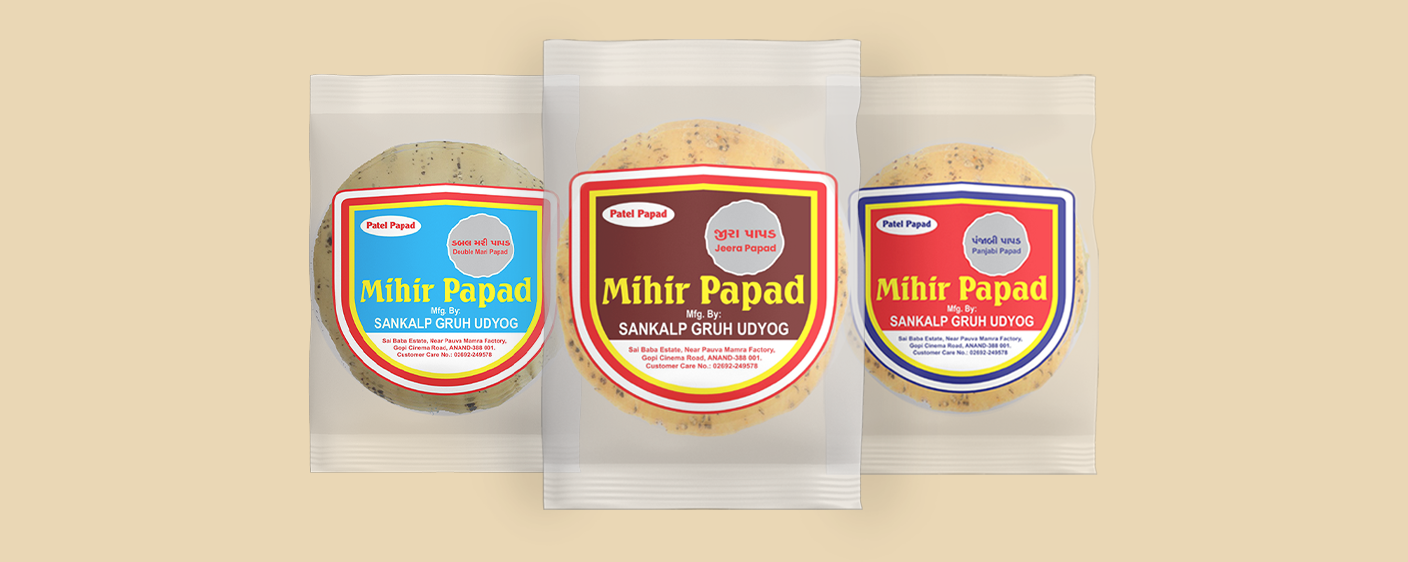 Patel Papad
ડબલ મરી પાપડ
Double Mari Papad
Mihir Papad
Mfg. By:
SANKALP GRUH UDYOG
Sai Baba Estate, Near Pauva Mamra Factory,
Gopi Cinema Road, ANAND-388 001.
Customer Care No.: 02692-249578
Patel Papad
જીરા પાપડ
Jeera Papad
Mihir Papad
Mfg. By:
SANKALP GRUH UDYOG
Sai Baba Estate, Near Pauva Mamra Factory,
Gopi Cinema Road, ANAND-388 001.
Customer Care No.: 02692-249578
Patel Papad
પંજાબી પાપડ
Panjabi Papad
Mihir Papad
Mfg. By:
SANKALP GRUH UDYOG
Sai Baba Estate, Near Pauva Mamra Factory,
Gopi Cinema Road, ANAND-388 001.
Customer Care No.: 02692-249578